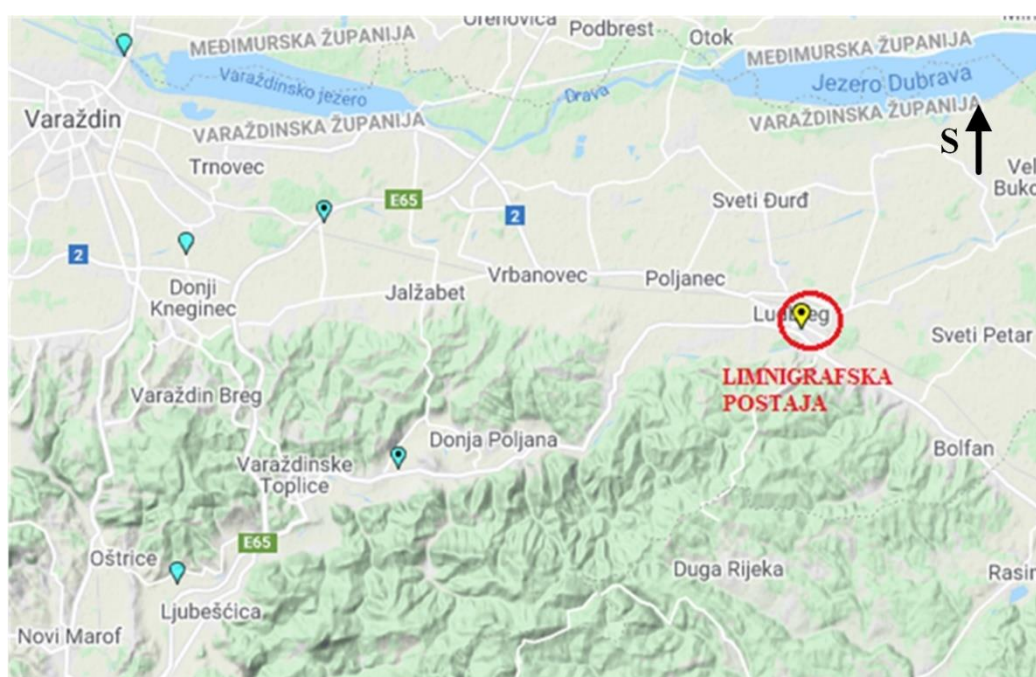 Podbrest
Otok
MEĐIMURSKA ŽUPANIJA
MEĐIMURSKA ŽUPANIJA
Varaždinsko jezero
Jezero Dubrava
Drava
Varaždin
VARAŽDINSKA ŽUPANIJA
VARAŽDINSKA ŽUPANIJA
S
Trnovec
E65
Sveti Đurđ
2
2
Donji
Kneginec
Vrbanovec
Poljanec
Jalžabet
Sveti Petar
LIMNIGRAFSKA
POSTAJA
Varaždin Breg
Donja Poljana
Bolfan
Varaždinske
Toplice
E65
Oštrice
Duga Rijeka
Ljubešćica
Novi Marof